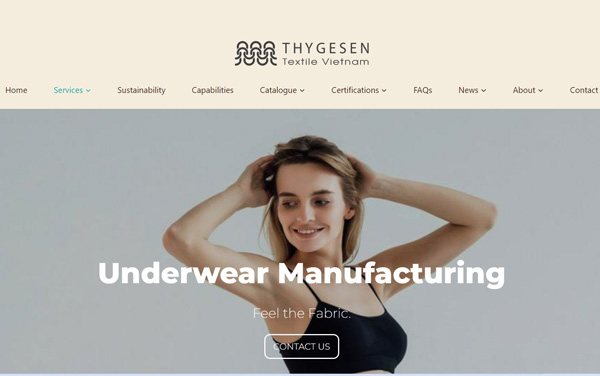 THYGESEN
Textile Vietnam
Home Services Sustainability Capabilities Catalogue Certifications FAQs News About Contact
Underwear Manufacturing
Feel the Fabric.
CONTACT US